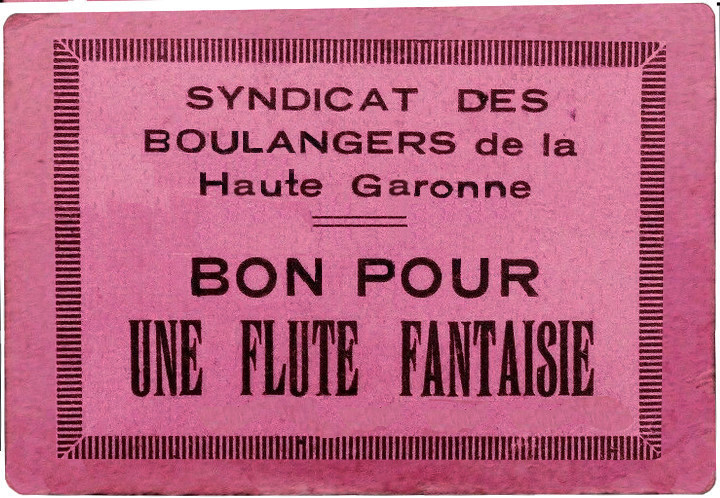 SYNDICAT DES
BOULANGERS de la
Haute Garonne
BON POUR
UNE FLUTE FANTAISIE